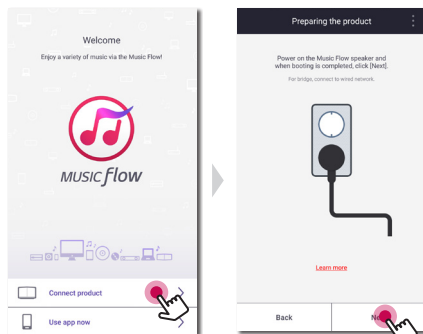 Welcome
Enjoy a variety of music via the Music Flow!
MUSIC flow
Connect product
Use app now
Preparing the product
Power on the Music Flow speaker and
when booting is completed, click [Next].
For bridge, connect to wired network.
Learn more
Back